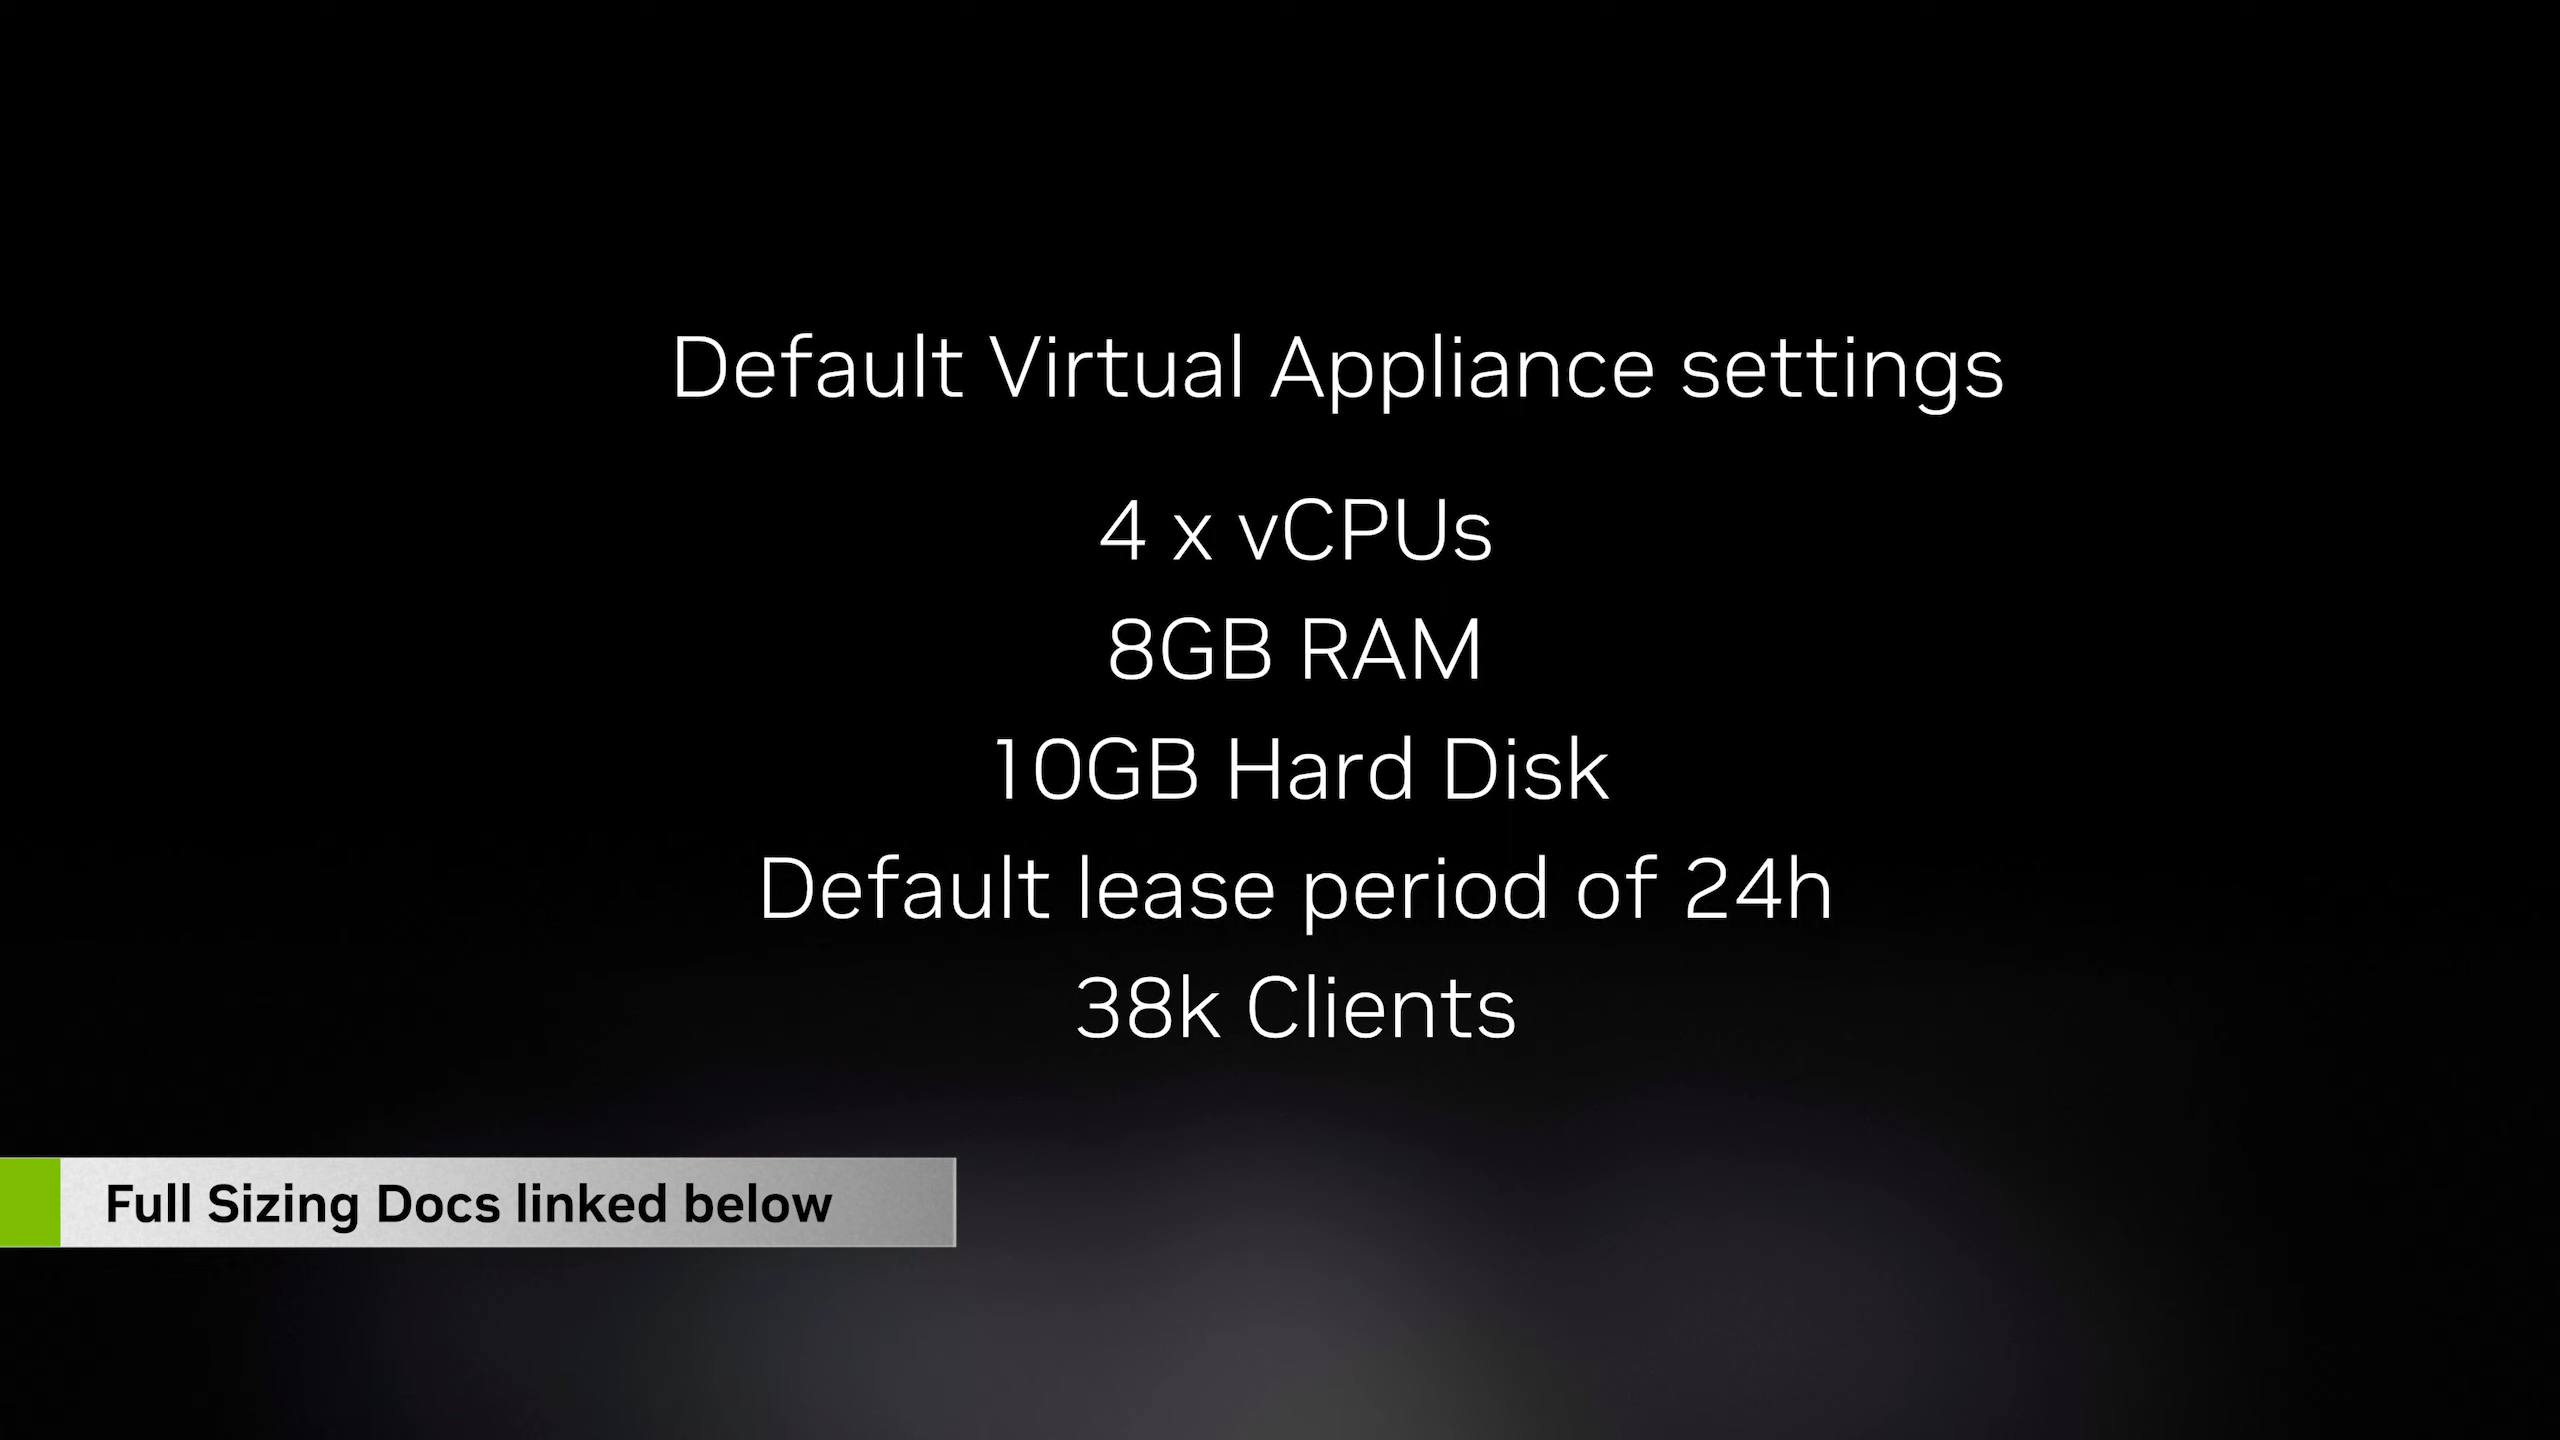 Default Virtual Appliance settings
4 x vCPUs
8GB RAM
10GB Hard Disk
Default lease period of 24h
38k Clients
Full Sizing Docs linked below